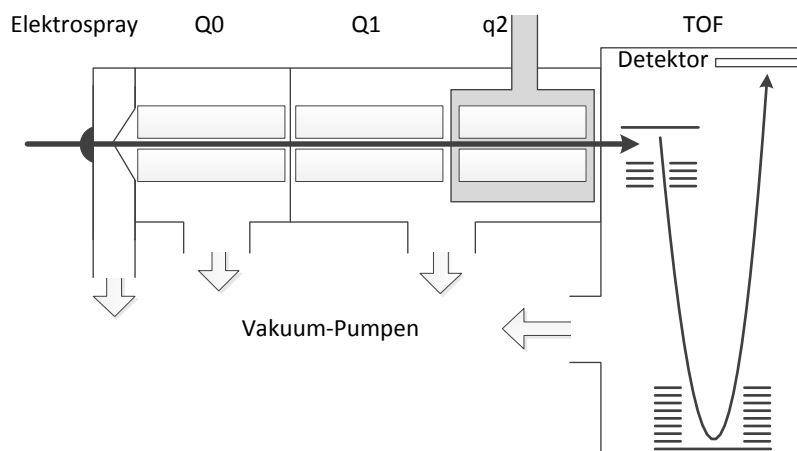 Elektrospray Q0 Q1 q2 TOF
Detektor
Vakuum-Pumpen